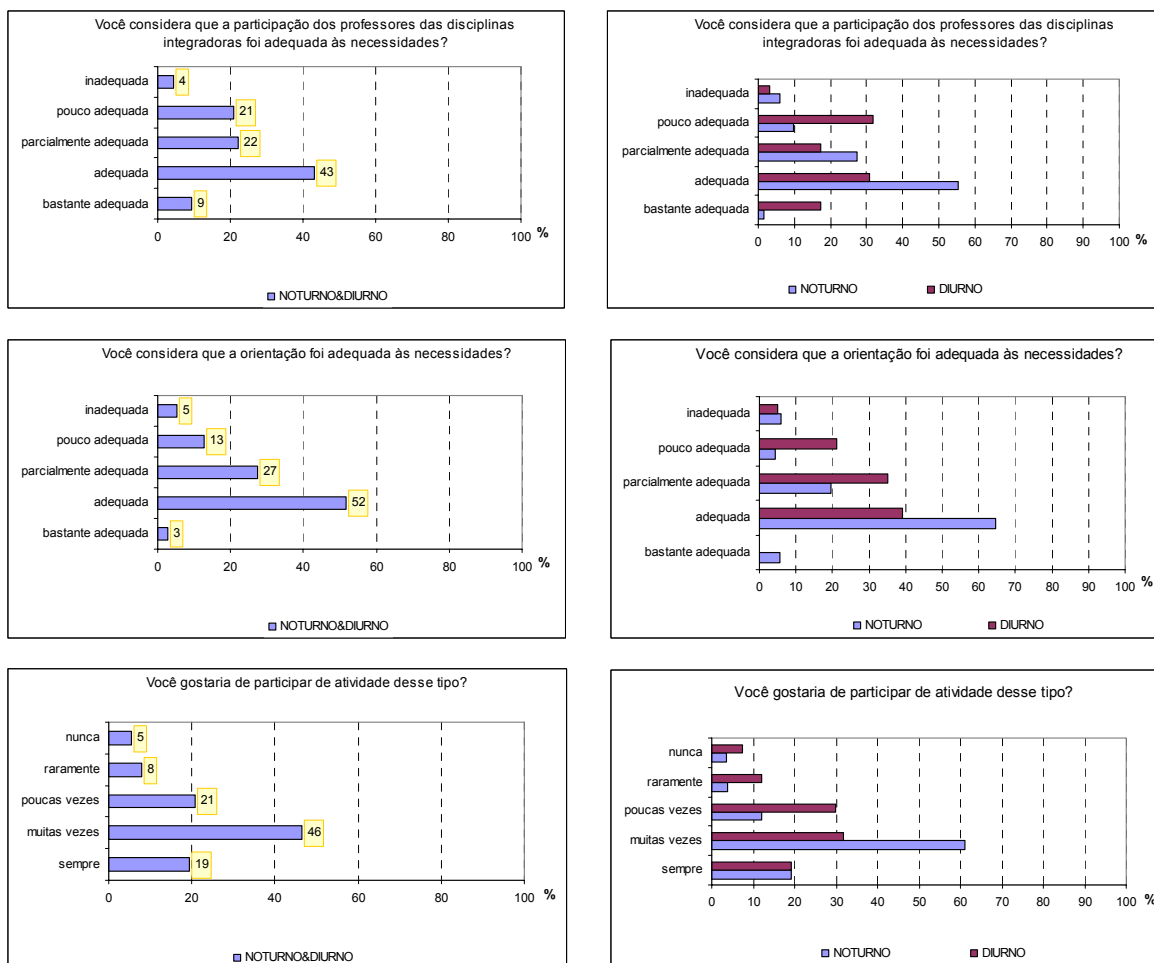 Você considera que a participação dos professores das disciplinas
integradoras foi adequada às necessidades?
inadequada
4
pouco adequada
21
parcialmente adequada
22
adequada
43
bastante adequada
9
0 20 40 60 80 100 %
NOTURNO&DIURNO
Você considera que a participação dos professores das disciplinas
integradoras foi adequada às necessidades?
inadequada
pouco adequada
parcialmente adequada
adequada
bastante adequada
0 10 20 30 40 50 60 70 80 90 100 %
NOTURNO DIURNO
Você considera que a orientação foi adequada às necessidades?
inadequada
5
pouco adequada
13
parcialmente adequada
27
adequada
52
bastante adequada
3
0 20 40 60 80 100 %
NOTURNO&DIURNO
Você considera que a orientação foi adequada às necessidades?
inadequada
pouco adequada
parcialmente adequada
adequada
bastante adequada
0 10 20 30 40 50 60 70 80 90 100 %
NOTURNO DIURNO
Você gostaria de participar de atividade desse tipo?
nunca
5
raramente
8
poucas vezes
21
muitas vezes
46
sempre
19
0 20 40 60 80 100 %
NOTURNO&DIURNO
Você gostaria de participar de atividade desse tipo?
nunca
raramente
poucas vezes
muitas vezes
sempre
0 10 20 30 40 50 60 70 80 90 100 %
NOTURNO DIURNO